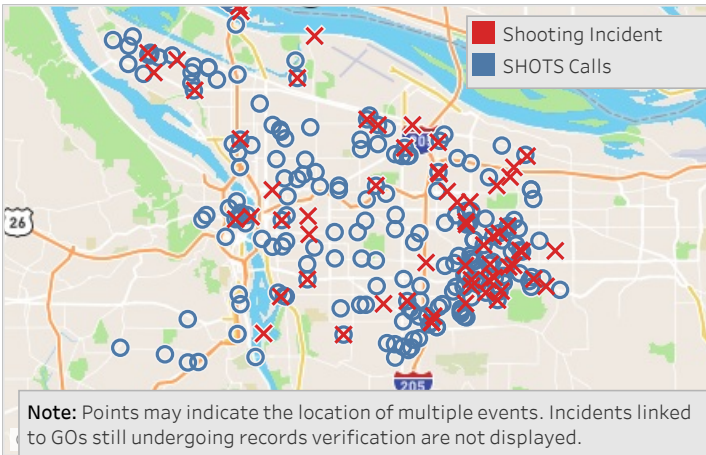 Shooting Incident
SHOTS Calls
26
205
Note: Points may indicate the location of multiple events. Incidents linked
to GOs still undergoing records verification are not displayed.